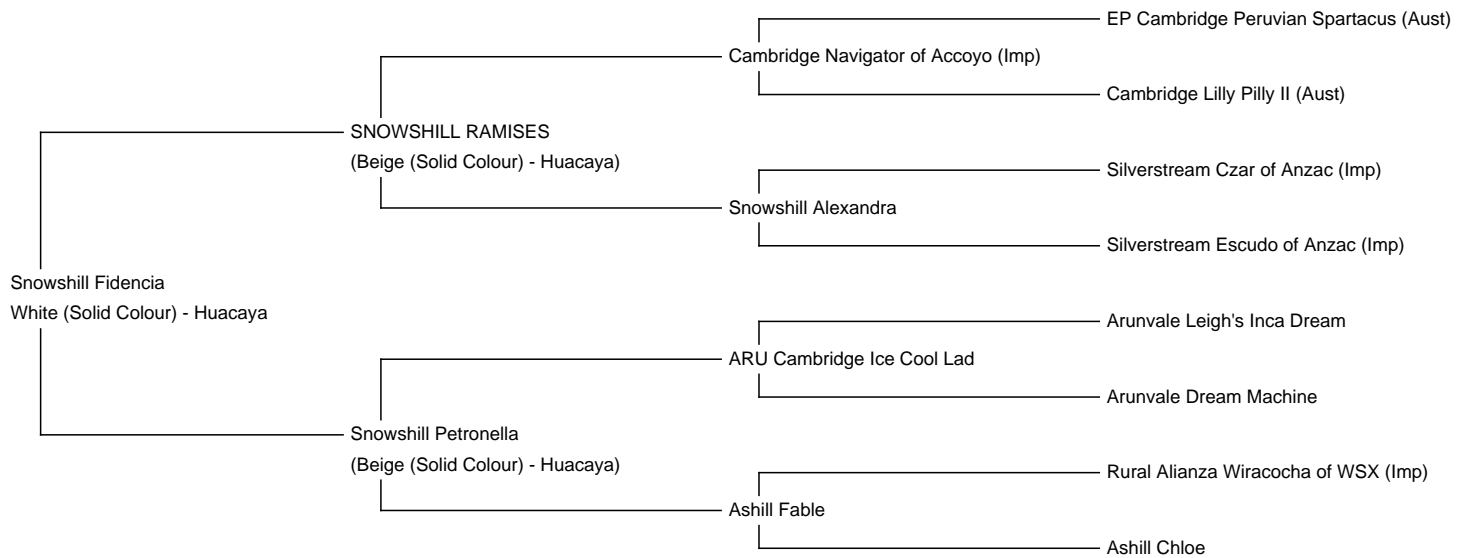 EP Cambridge Peruvian Spartacus (Aust)
Cambridge Navigator of Accoyo (Imp)
Cambridge Lilly Pilly II (Aust)
SNOWSHILL RAMISES
(Beige (Solid Colour) - Huacaya)
Silverstream Czar of Anzac (Imp)
Snowshill Alexandra
Silverstream Escudo of Anzac (Imp)
Snowshill Fidencia
White (Solid Colour) - Huacaya
Arunvale Leigh's Inca Dream
ARU Cambridge Ice Cool Lad
Arunvale Dream Machine
Snowshill Petronella
(Beige (Solid Colour) - Huacaya)
Rural Alianza Wiracocha of WSX (Imp)
Ashill Fable
Ashill Chloe